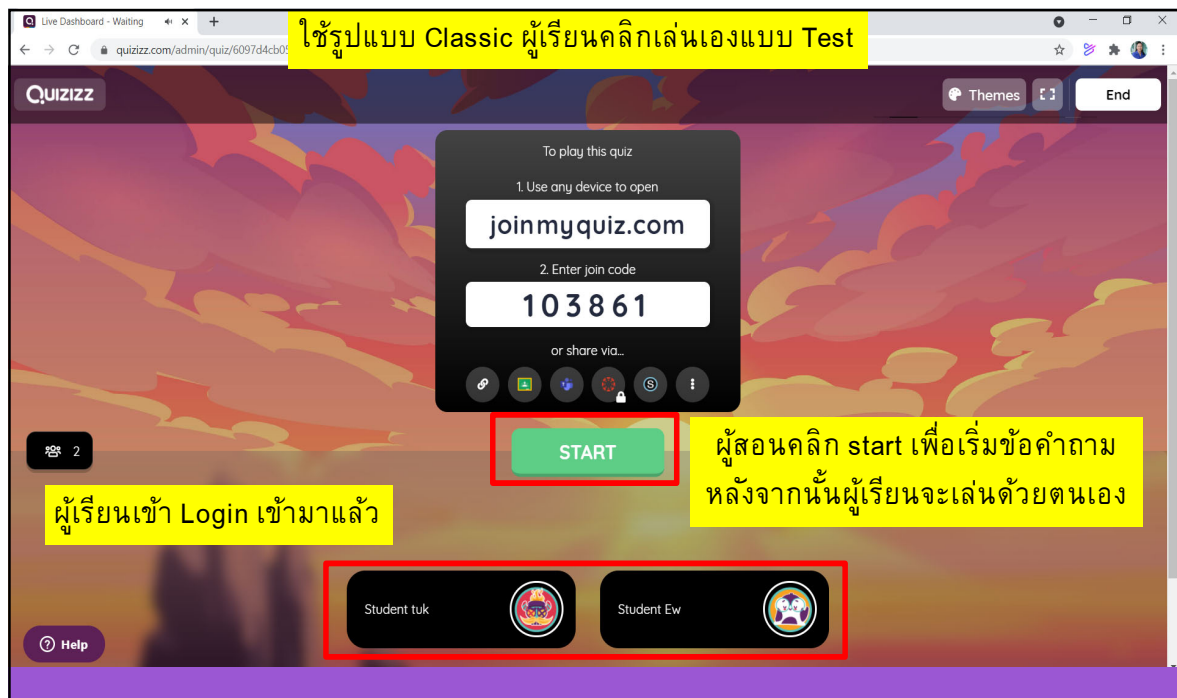 Live Dashboard - Waiting
ใช้รูปแบบ Classic ผู้เรียนคลิกเล่นเองแบบ Test
quizizz.com/admin/quiz/6097d4cb05
QUIZIZZ
Themes
End
To play this quiz
1. Use any device to open
joinmyquiz.com
2. Enter join code
103861
or share via...
START
2
ผู้สอนคลิก start เพื่อเริ่มข้อคำถาม
หลังจากนั้นผู้เรียนจะเล่นด้วยตนเอง
ผู้เรียนเข้า Login เข้ามาแล้ว
Student tuk
Student Ew
Help